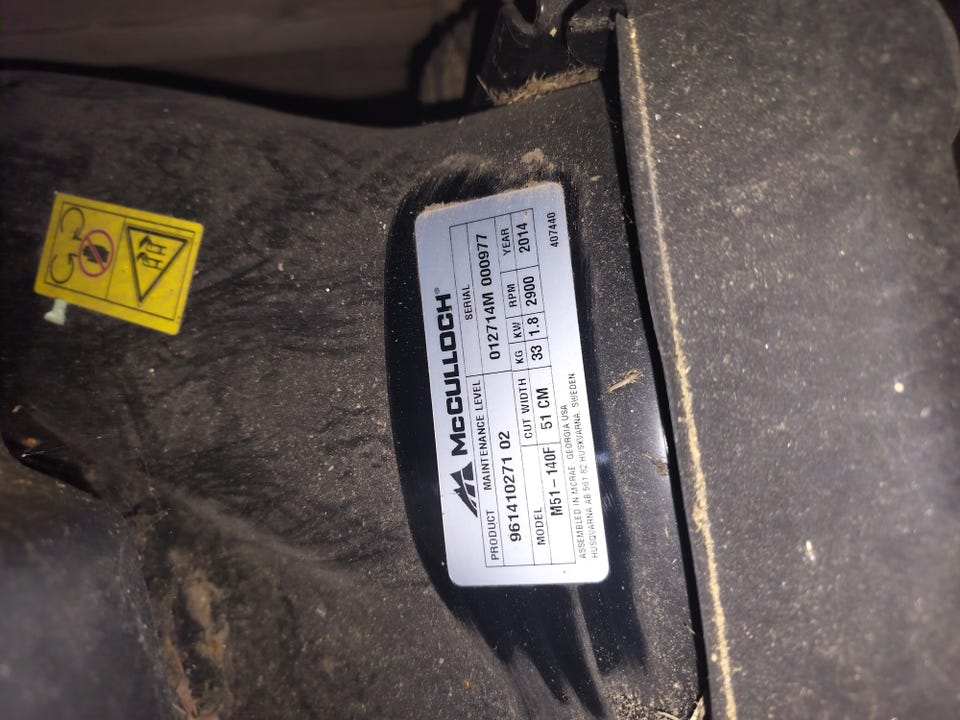 McCULLOCH®
PRODUCT MAINTENANCE LEVEL SERIAL
961410271 02 012714M 000977
MODEL CUT WIDTH KG KW RPM YEAR
M51-140F 51 CM 33 1.8 2900 2014
ASSEMBLED IN MCRAE, GEORGIA USA
HUSQVARNA AB 561 82 HUSKVARNA, SWEDEN 407440